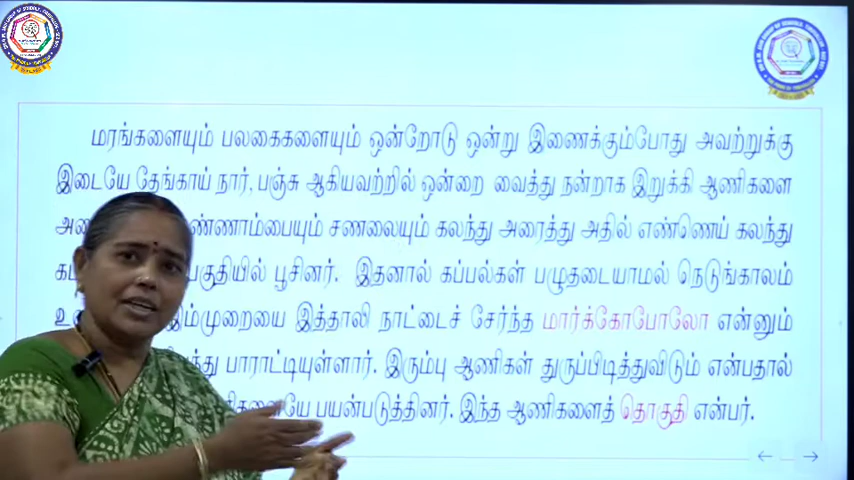 மரங்களையும் பலகைகளையும் ஒன்றோடு ஒன்று இணைக்கும்போது அவற்றுக்கு
இடையே தேங்காய் நார், பஞ்சு ஆகியவற்றில் ஒன்றை வைத்து நன்றாக இறுக்கி ஆணிகளை
சணலையும் கலந்து அரைத்து அதில் எண்ணெய் கலந்து
பூசினர். இதனால் கப்பல்கள் பழுதடையாமல் நெடுங்காலம்
இத்தாலி நாட்டைச் சேர்ந்த மார்க்கோபோலோ என்னும்
பாராட்டியுள்ளார். இரும்பு ஆணிகள் துருப்பிடித்துவிடும் என்பதால்
பயன்படுத்தினர். இந்த ஆணிகளைத் தொகுதி என்பர்.